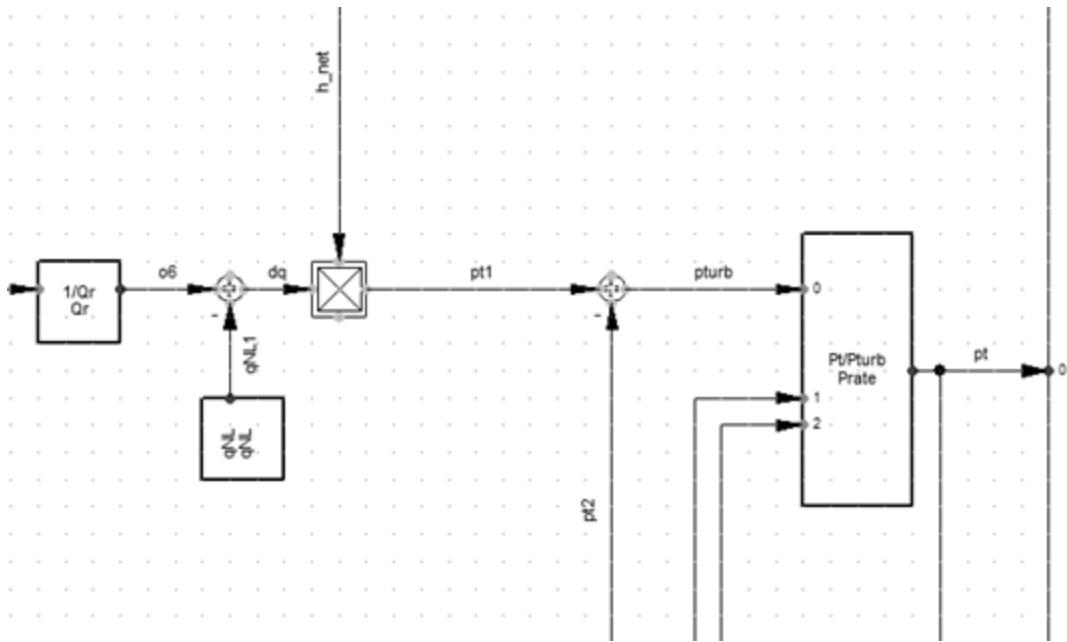 h_net
o6
dq
pt1
pturb
1/Qr
Qr
-
-
0
qNL1
Pt/Pturb
Prate
pt
0
1
2
qNL
qNL
pt2